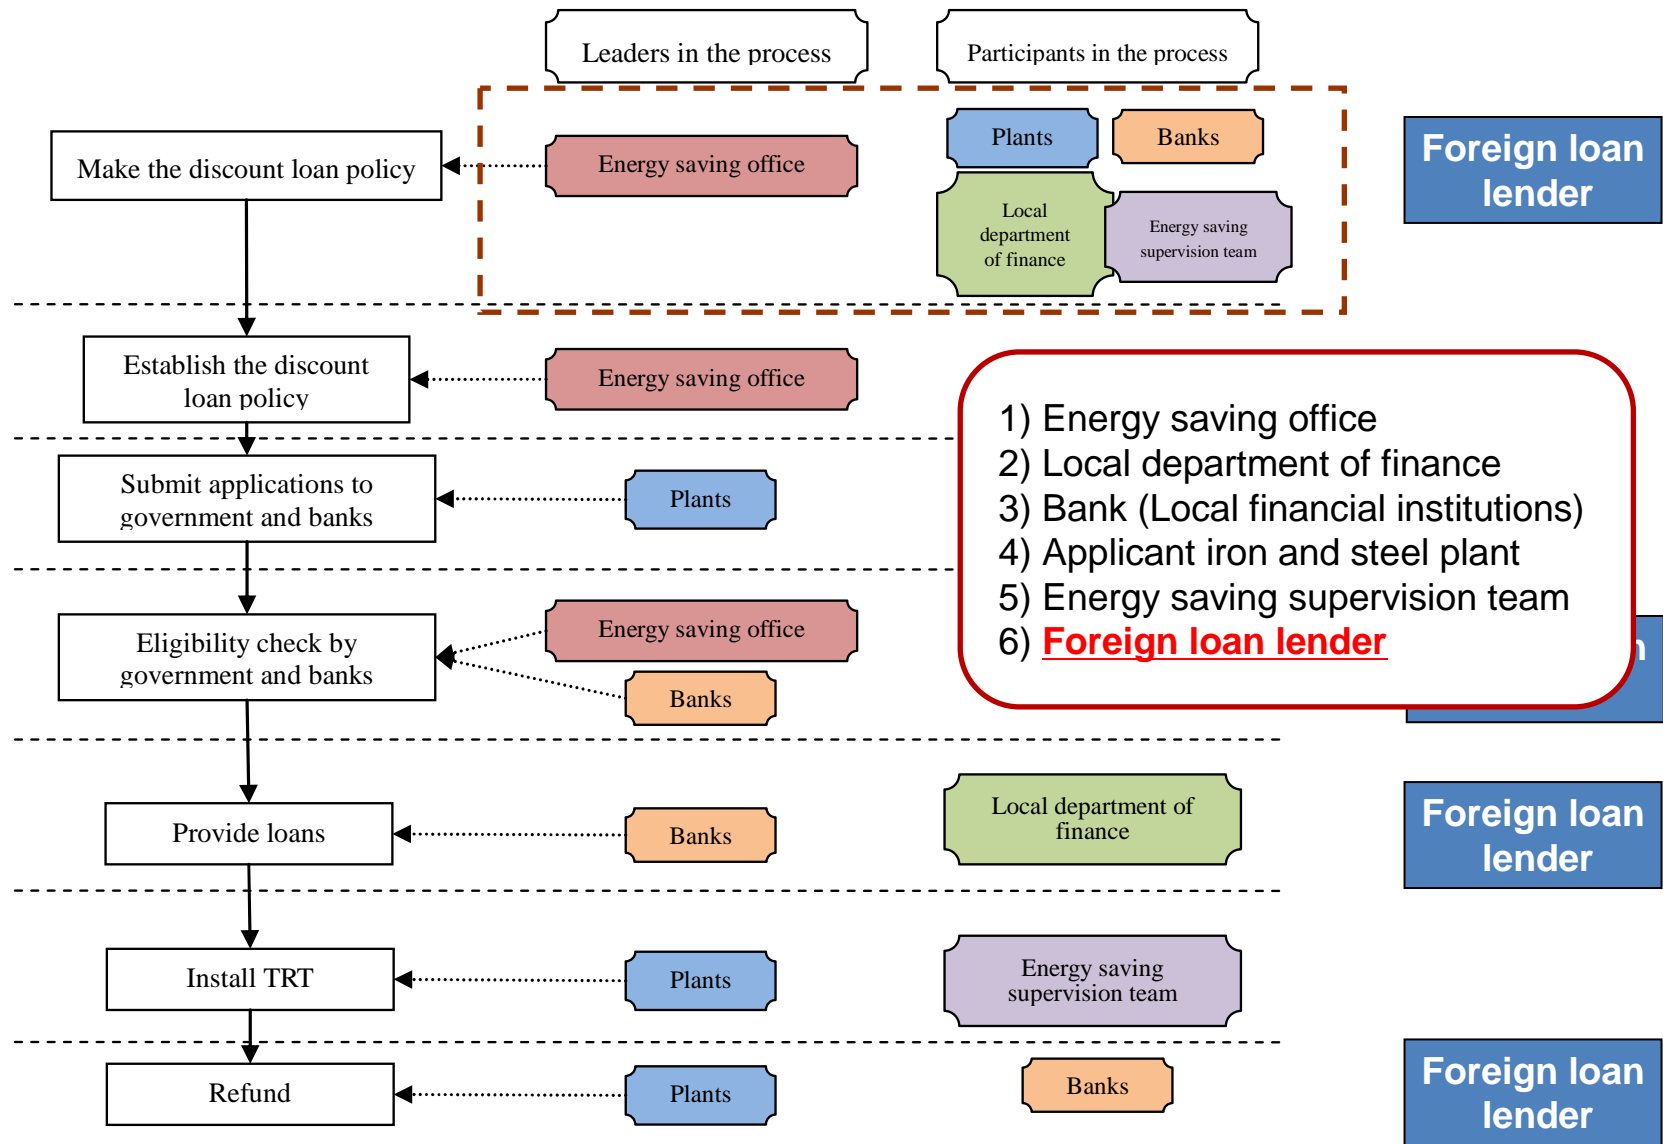 Leaders in the process
Participants in the process
Make the discount loan policy
Energy saving office
Plants
Banks
Local
department
of finance
Energy saving
supervision team
Foreign loan
lender
Establish the discount
loan policy
Energy saving office
1) Energy saving office
2) Local department of finance
3) Bank (Local financial institutions)
4) Applicant iron and steel plant
5) Energy saving supervision team
6) Foreign loan lender
Submit applications to
government and banks
Plants
Eligibility check by
government and banks
Energy saving office
Banks
Provide loans
Banks
Local department of
finance
Foreign loan
lender
Install TRT
Plants
Energy saving
supervision team
Refund
Plants
Banks
Foreign loan
lender